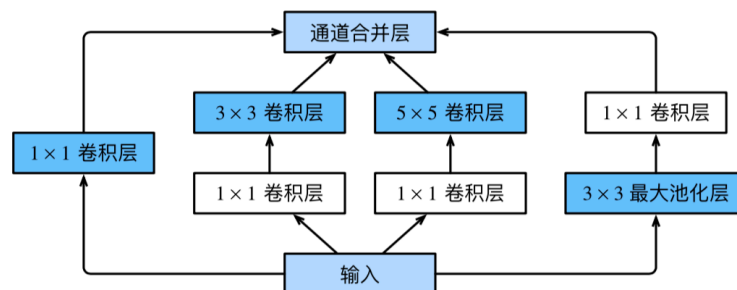 通道合并层
3 × 3 卷积层
5 × 5 卷积层
1 × 1 卷积层
1 × 1 卷积层
1 × 1 卷积层
1 × 1 卷积层
3 × 3 最大池化层
输入